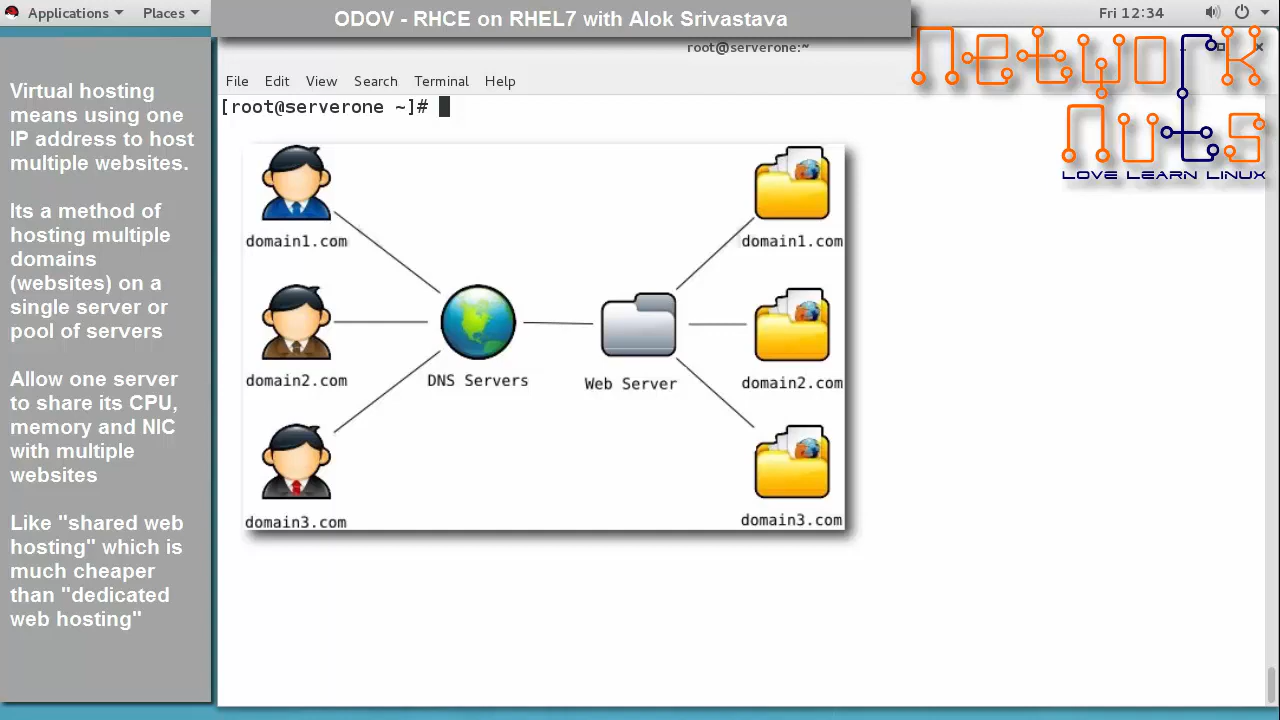 Applications Places
ODOV - RHCE on RHEL7 with Alok Srivastava
Fri 12:34
root@serverone:~
Network
Nuts
LOVE LEARN LINUX
File Edit View Search Terminal Help
[root@serverone ~]#
Virtual hosting
means using one
IP address to host
multiple websites.
Its a method of
hosting multiple
domains
(websites) on a
single server or
pool of servers
Allow one server
to share its CPU,
memory and NIC
with multiple
websites
Like "shared web
hosting" which is
much cheaper
than "dedicated
web hosting"
domain1.com
domain1.com
domain2.com
DNS Servers
Web Server
domain2.com
domain3.com
domain3.com